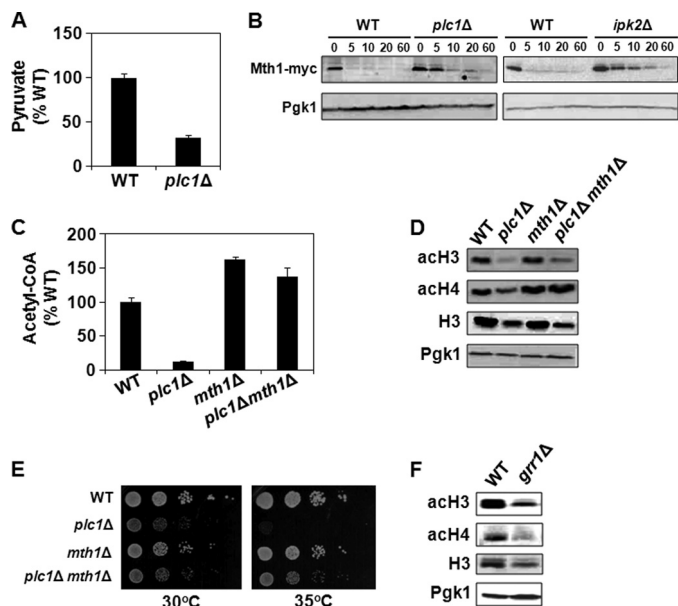 A
Pyruvate
(% WT)
150
100
50
0
WT
plc1Δ
B
WT
plc1Δ
WT
ipk2Δ
0 5 10 20 60 0 5 10 20 60
0 5 10 20 60 0 5 10 20 60
Mth1-myc
Pgk1
C
Acetyl-CoA
(% WT)
200
150
100
50
0
WT
plc1Δ
mth1Δ
plc1Δmth1Δ
D
WT
plc1Δ
mth1Δ
plc1Δ mth1Δ
acH3
acH4
H3
Pgk1
E
WT
plc1Δ
mth1Δ
plc1Δ mth1Δ
30ºC
35ºC
F
WT
grr1Δ
acH3
acH4
H3
Pgk1